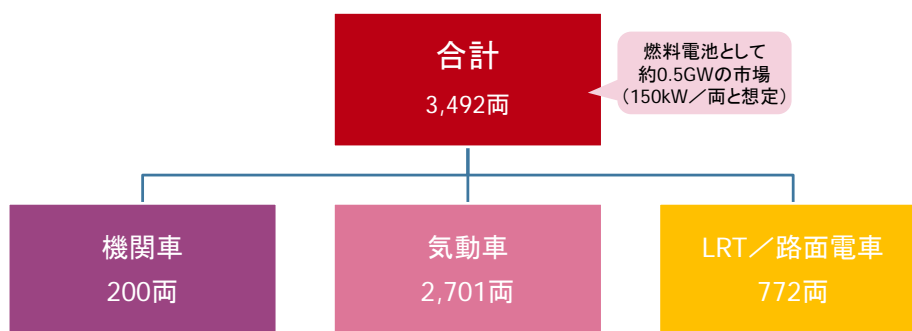 合計
3,492両
燃料電池として
約0.5GWの市場
（150kW／両と想定）
機関車
200両
気動車
2,701両
LRT／路面電車
772両